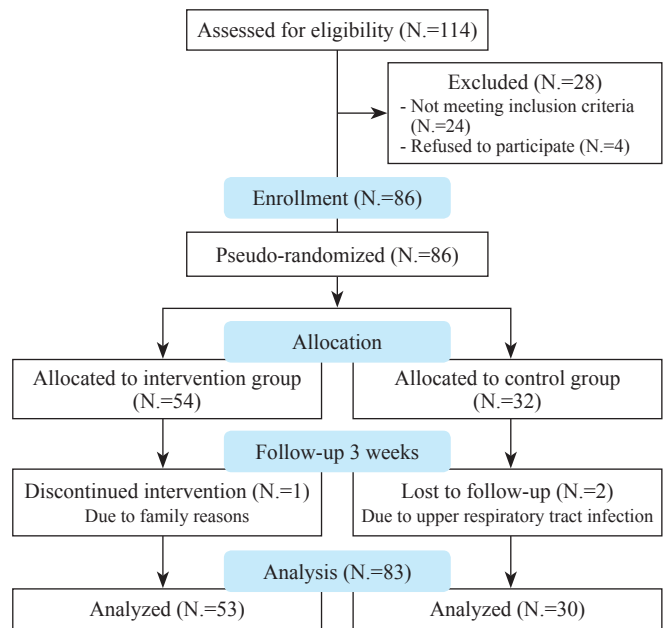 Assessed for eligibility (N.=114)
Excluded (N.=28)
- Not meeting inclusion criteria
(N.=24)
- Refused to participate (N.=4)
Enrollment (N.=86)
Pseudo-randomized (N.=86)
Allocation
Allocated to intervention group
(N.=54)
Allocated to control group
(N.=32)
Follow-up 3 weeks
Discontinued intervention (N.=1)
Due to family reasons
Lost to follow-up (N.=2)
Due to upper respiratory tract infection
Analysis (N.=83)
Analyzed (N.=53)
Analyzed (N.=30)